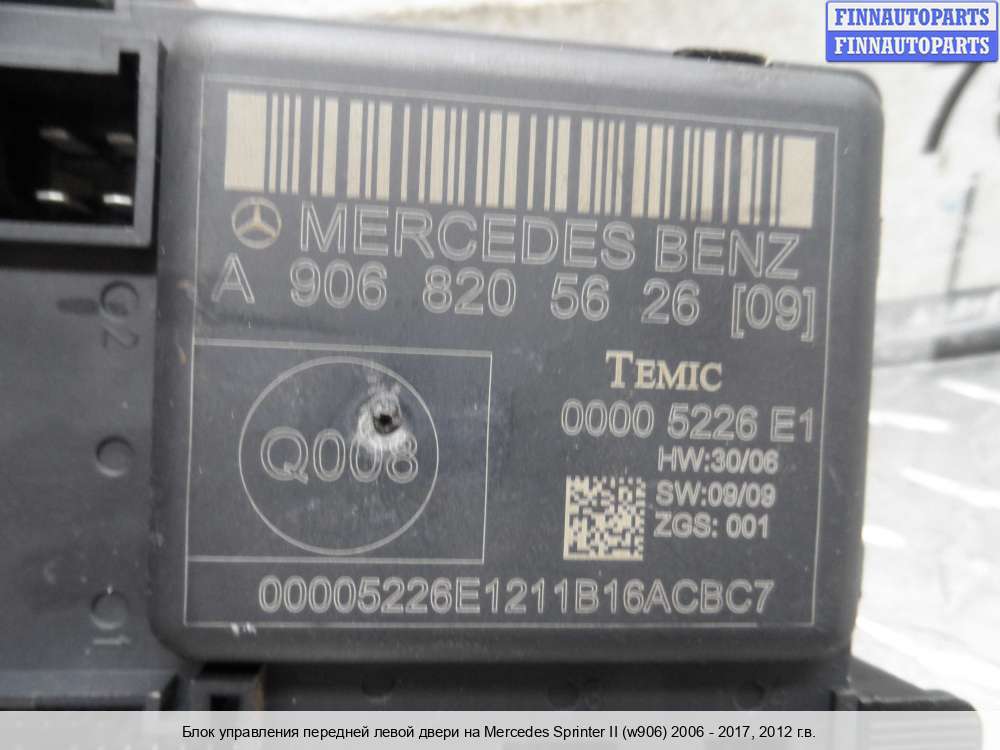 FINNAUTOPARTS
FINNAUTOPARTS
MERCEDES BENZ
A 906 820 56 26 [09]
TEMIC
0000 5226 E1
Q008
HW:30/06
SW:09/09
ZGS: 001
00005226E1211B16ACBC7
G2
Блок управления передней левой двери на Mercedes Sprinter II (w906) 2006 - 2017, 2012 г.в.